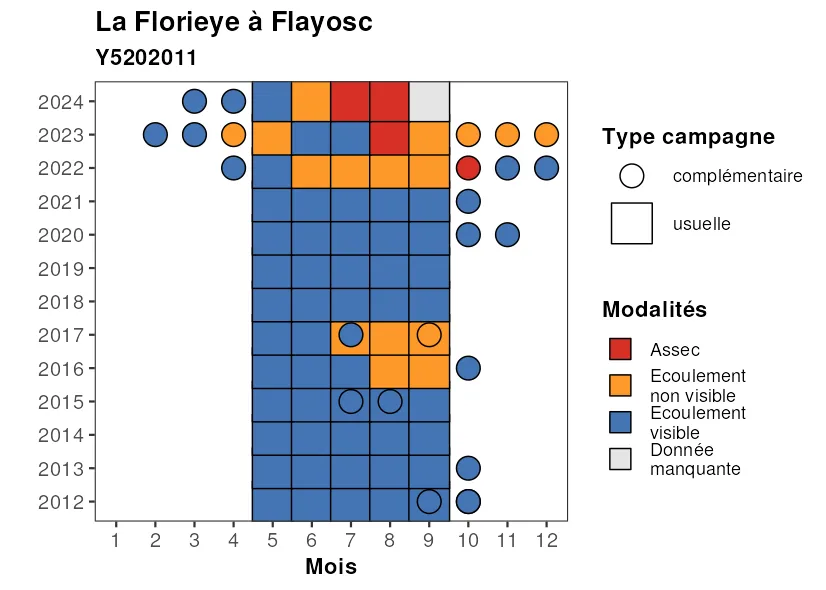 La Florieye à Flayosc
Y5202011
2024
2023
2022
2021
2020
2019
2018
2017
2016
2015
2014
2013
2012
1 2 3 4 5 6 7 8 9 10 11 12
Mois
Type campagne
complémentaire
usuelle
Modalités
Assec
Ecoulement
non visible
Ecoulement
visible
Donnée
manquante